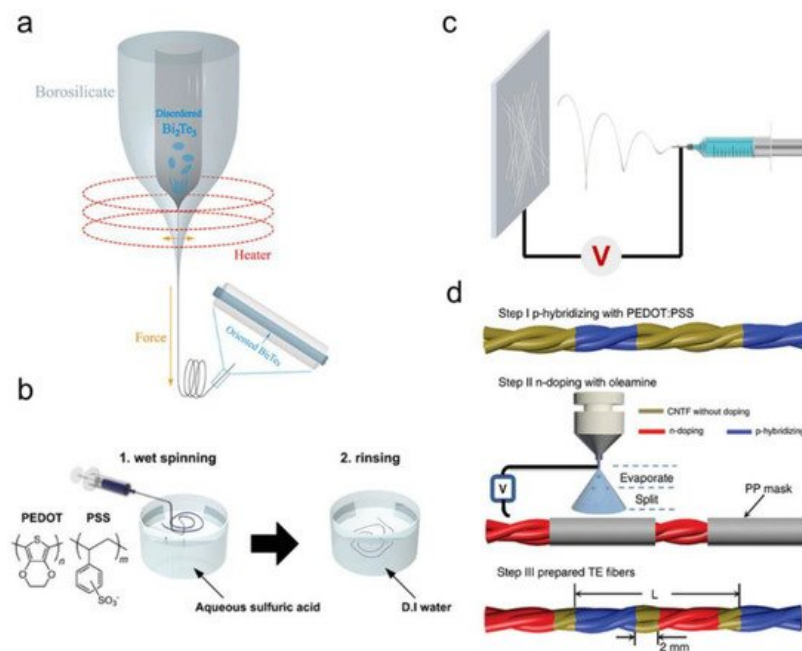 a
Borosilicate
Disordered
Bi₂Te₃
Heater
Force
Oriented Bi₂Te₃
b
1. wet spinning
2. rinsing
PEDOT
PSS
S
O
O
n
m
SO₃⁻
Aqueous sulfuric acid
D.I water
c
V
d
Step I p-hybridizing with PEDOT:PSS
Step II n-doping with oleamine
CNTF without doping
n-doping
p-hybridizing
Evaporate
Split
V
PP mask
Step III prepared TE fibers
L
2 mm